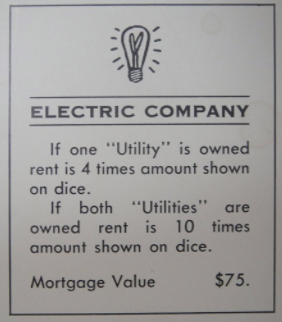 ELECTRIC COMPANY
If one "Utility" is owned
rent is 4 times amount shown
on dice.
If both "Utilities" are
owned rent is 10 times
amount shown on dice.
Mortgage Value $75.